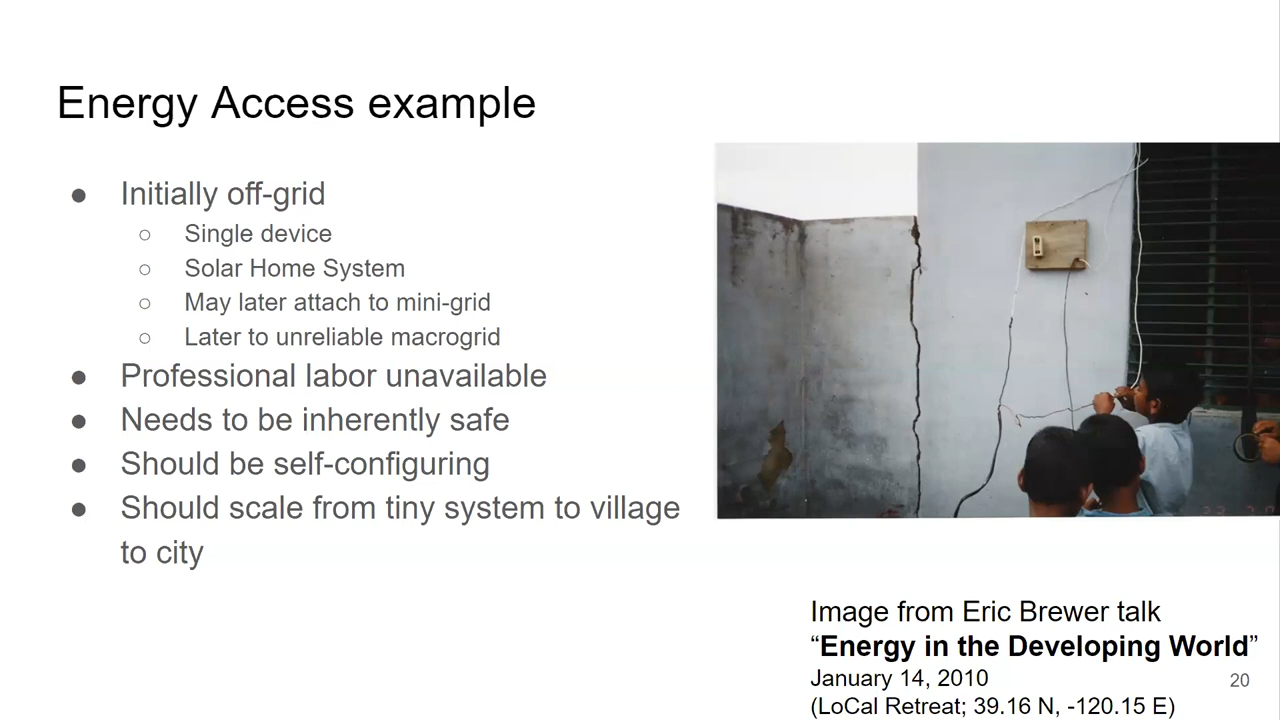 Energy Access example
● Initially off-grid
○ Single device
○ Solar Home System
○ May later attach to mini-grid
○ Later to unreliable macrogrid
● Professional labor unavailable
● Needs to be inherently safe
● Should be self-configuring
● Should scale from tiny system to village
to city
Image from Eric Brewer talk
“Energy in the Developing World”
January 14, 2010
(LoCal Retreat; 39.16 N, -120.15 E)
20